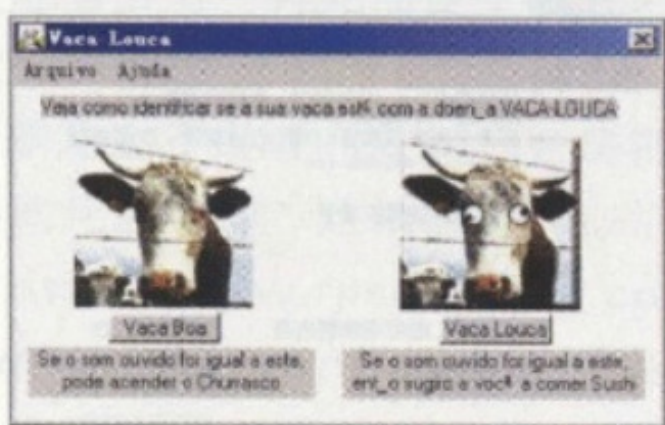 Vaca Louca
Arquivo Ajuda
Veja como identificar se a sua vaca est¶ com a doen_a VACA LOUCA
Vaca Boa
Vaca Louca
Se o som ouvido for igual a este,
pode acender o Churrasco
Se o som ouvido for igual a este,
ent_o sugiro a voc¶ a comer Sushi